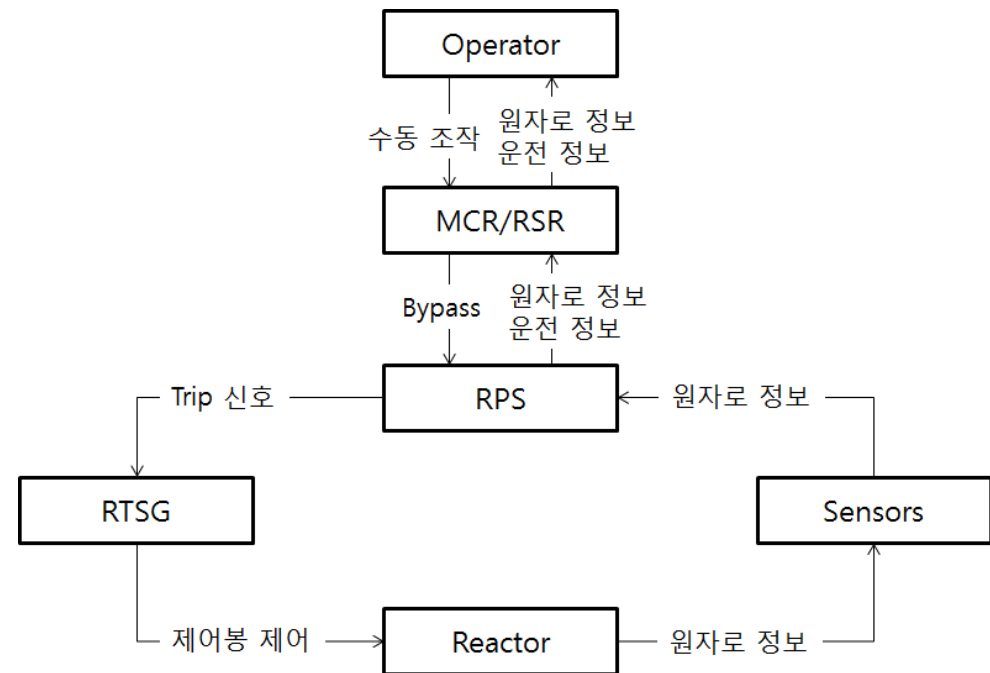 Operator
수동 조작
원자로 정보
운전 정보
MCR/RSR
Bypass
원자로 정보
운전 정보
Trip 신호
RPS
원자로 정보
RTSG
Sensors
제어봉 제어
Reactor
원자로 정보